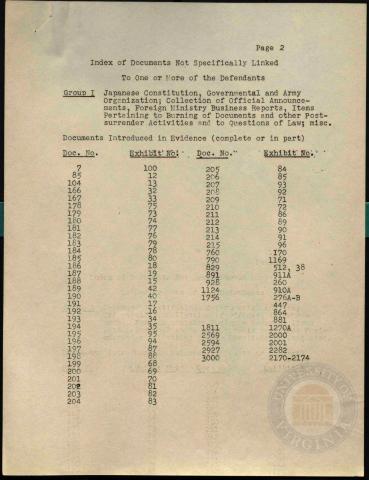 Page 2
Index of Documents Not Specifically Linked
To One or More of the Defendants
Group I Japanese Constitution, Governmental and Army
Organization; Collection of Official Announce-
ments, Foreign Ministry Business Reports, Items
Pertaining to Burning of Documents and other Post-
surrender Activities and to Questions of Law; misc.
Documents Introduced in Evidence (complete or in part)
Doc. No. Exhibit No. Doc. No. Exhibit No.
7 100 205 84
85 12 206 85
104 13 207 93
166 32 208 92
167 33 209 71
178 75 210 72
179 73 211 86
180 74 212 89
181 77 213 90
182 76 214 91
183 79 215 96
184 78 760 170
185 80 790 1169
186 18 829 512, 38
187 19 891 911A
188 15 928 260
189 42 1124 910A
190 40 1756 276A-B
191 17 447
192 16 864
193 34 881
194 35 1811 1270A
195 95 2569 2000
196 94 2594 2001
197 87 2927 2282
198 88 3000 2170-2174
199 68
200 69
201 70
202 81
203 82
204 83
UNIVERSITY OF VIRGINIA